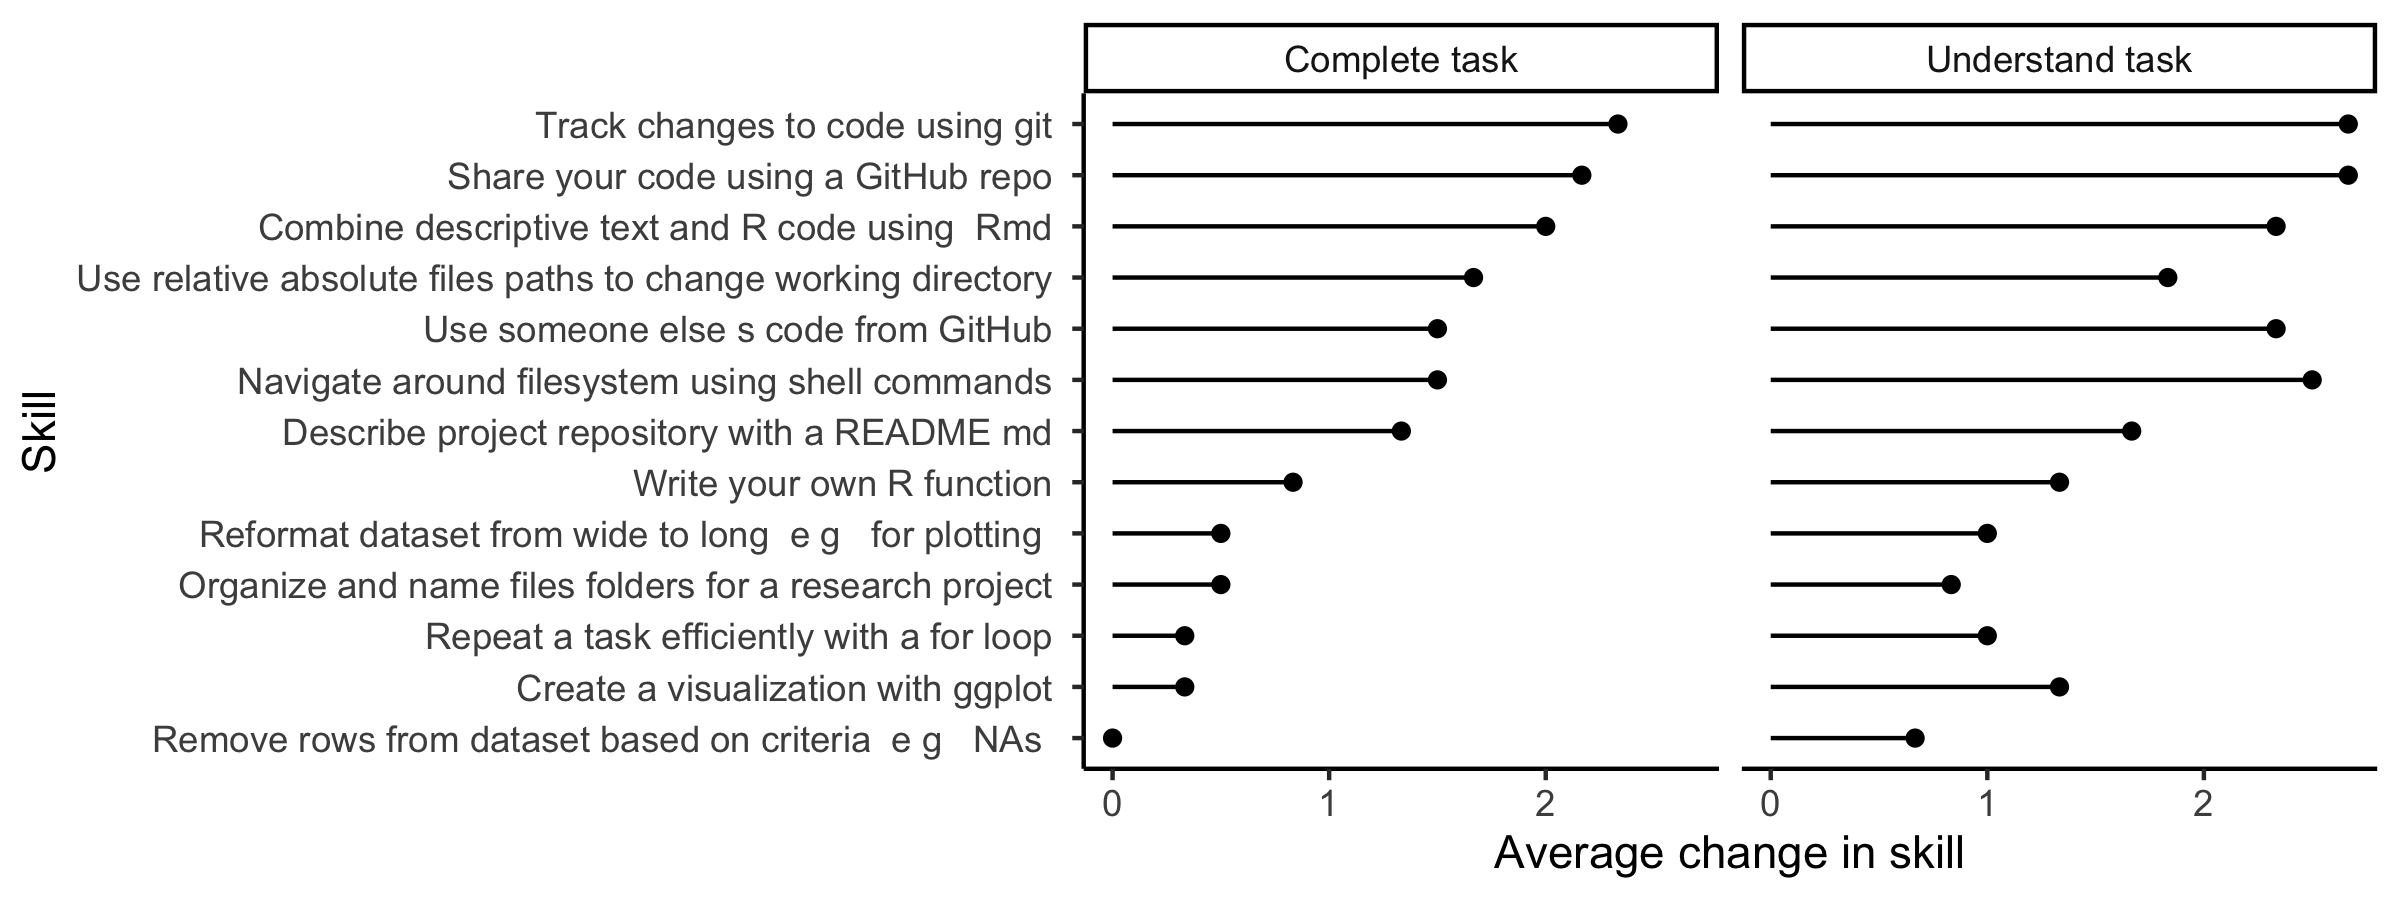 Complete task
Understand task
Track changes to code using git
Share your code using a GitHub repo
Combine descriptive text and R code using  Rmd
Use relative absolute files paths to change working directory
Use someone else s code from GitHub
Navigate around filesystem using shell commands
Describe project repository with a README md
Write your own R function
Reformat dataset from wide to long  e g   for plotting
Organize and name files folders for a research project
Repeat a task efficiently with a for loop
Create a visualization with ggplot
Remove rows from dataset based on criteria  e g   NAs
Skill
0 1 2
0 1 2
Average change in skill